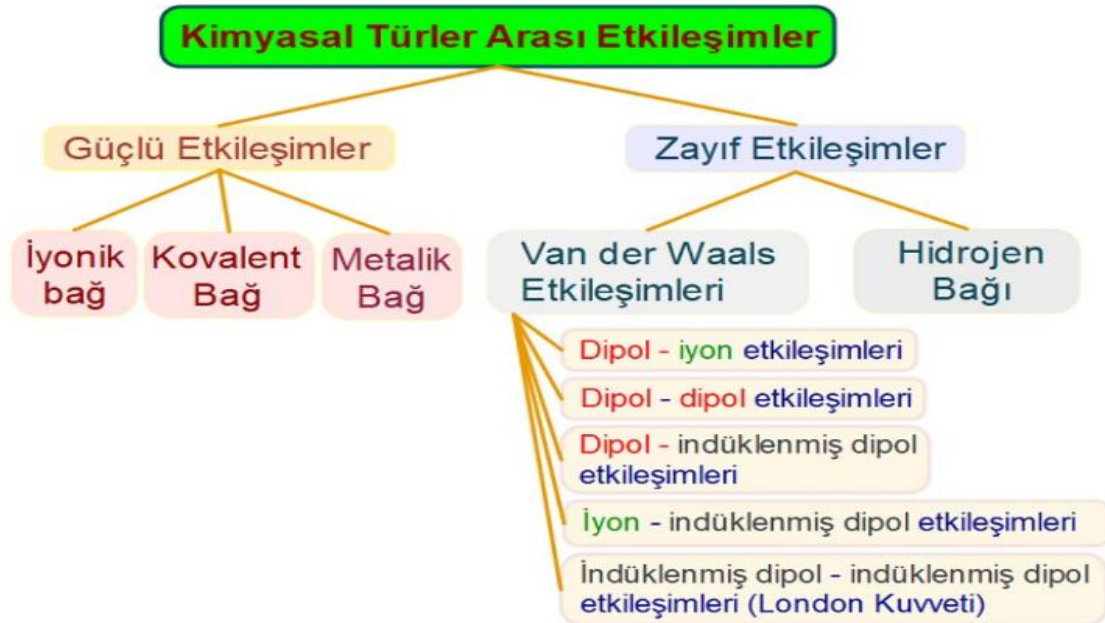 Kimyasal Türler Arası Etkileşimler
Güçlü Etkileşimler
Zayıf Etkileşimler
İyonik
bağ
Kovalent
Bağ
Metalik
Bağ
Van der Waals
Etkileşimleri
Hidrojen
Bağı
Dipol - iyon etkileşimleri
Dipol - dipol etkileşimleri
Dipol - indüklenmiş dipol
etkileşimleri
İyon - indüklenmiş dipol etkileşimleri
İndüklenmiş dipol - indüklenmiş dipol
etkileşimleri (London Kuvveti)